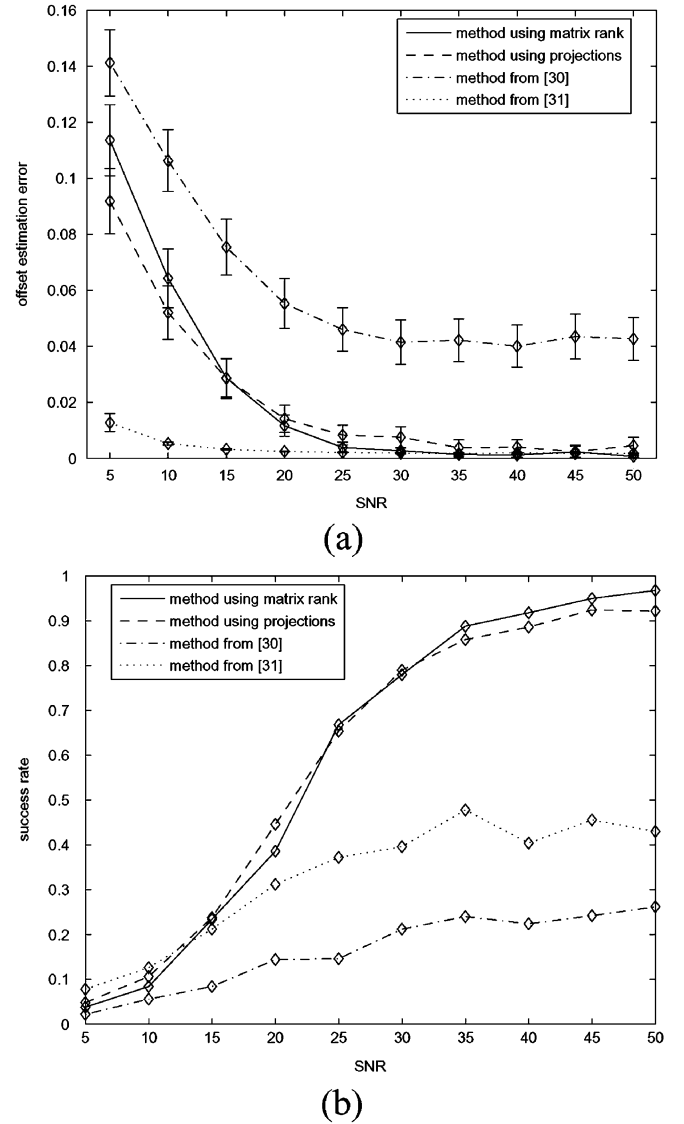 0.16
0.14
0.12
0.1
0.08
0.06
0.04
0.02
0
offset estimation error
method using matrix rank
method using projections
method from [30]
method from [31]
5 10 15 20 25 30 35 40 45 50
SNR
(a)
1
0.9
0.8
0.7
0.6
0.5
0.4
0.3
0.2
0.1
0
success rate
method using matrix rank
method using projections
method from [30]
method from [31]
5 10 15 20 25 30 35 40 45 50
SNR
(b)